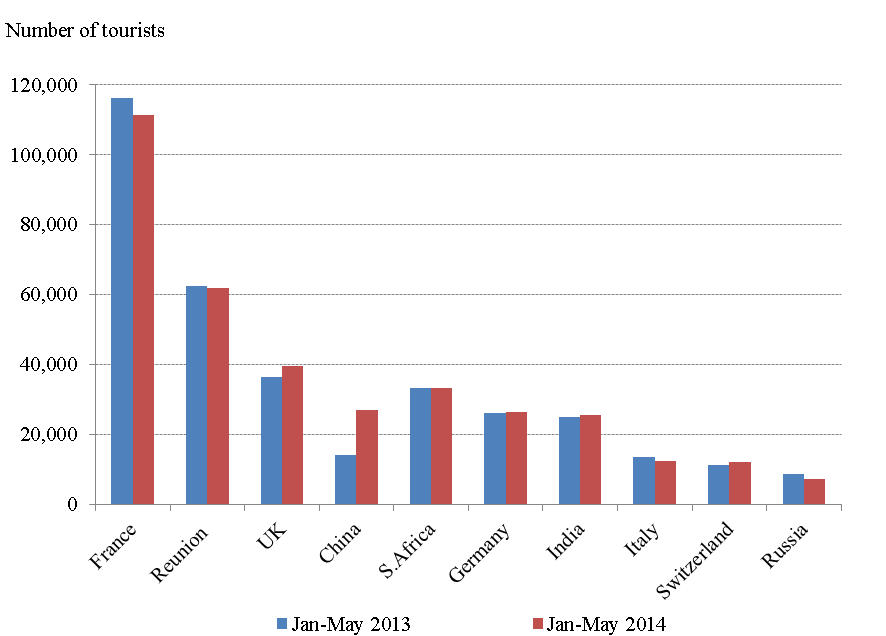 Number of tourists
120,000
100,000
80,000
60,000
40,000
20,000
0
France
Reunion
UK
China
S.Africa
Germany
India
Italy
Switzerland
Russia
Jan-May 2013
Jan-May 2014